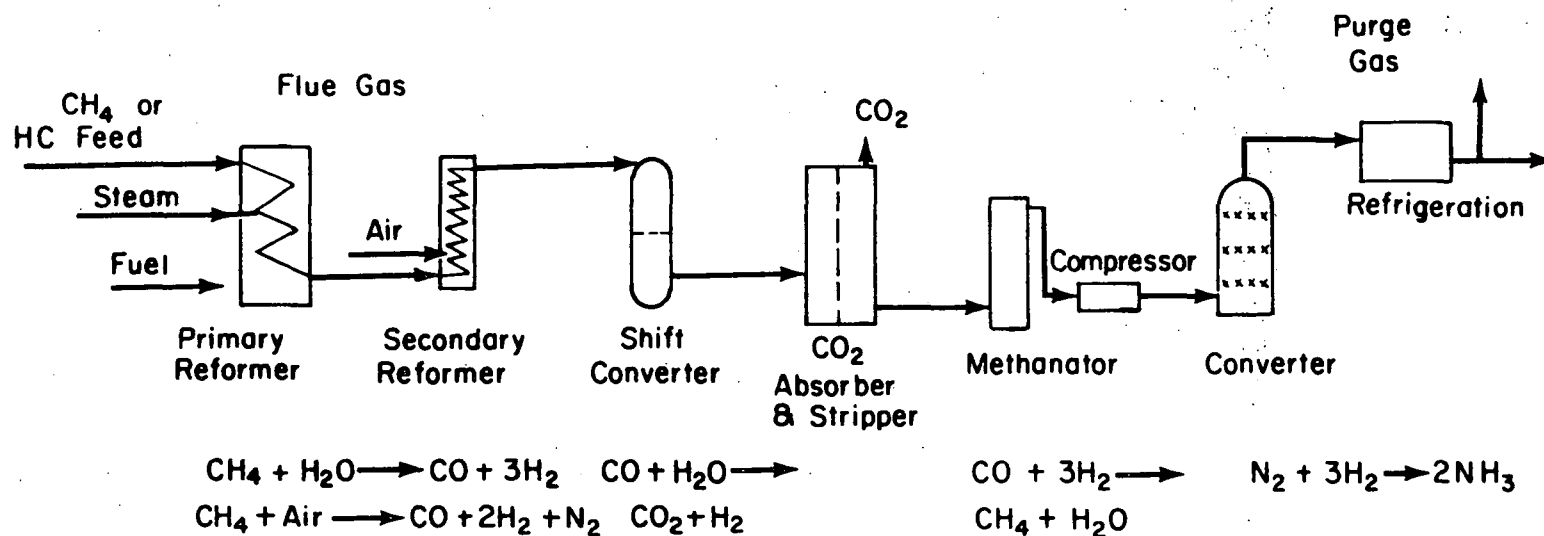 Purge
Gas
Flue Gas
CH₄ or
HC Feed
CO₂
Steam
Refrigeration
Air
Fuel
Compressor
Primary
Reformer
Secondary
Reformer
Shift
Converter
CO₂
Absorber
& Stripper
Methanator
Converter
CH₄ + H₂O → CO + 3H₂
CO + H₂O →
CO + 3H₂ →
N₂ + 3H₂ → 2NH₃
CH₄ + Air → CO + 2H₂ + N₂
CO₂ + H₂
CH₄ + H₂O